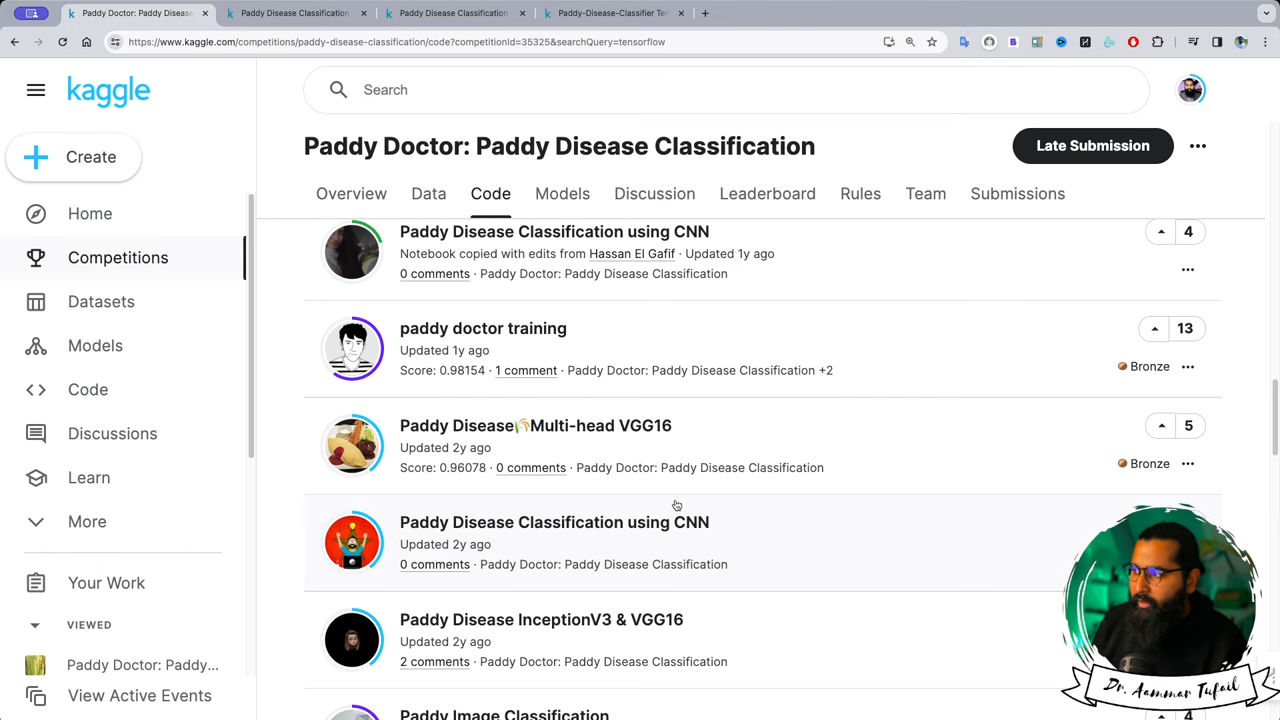 Paddy Doctor: Paddy Diseas
Paddy Disease Classification
Paddy Disease Classification
Paddy-Disease-Classifier Ten
https://www.kaggle.com/competitions/paddy-disease-classification/code?competitionId=35325&searchQuery=tensorflow
kaggle
Search
Create
Paddy Doctor: Paddy Disease Classification
Late Submission
Overview Data Code Models Discussion Leaderboard Rules Team Submissions
Home
Competitions
Datasets
Models
Code
Discussions
Learn
More
Your Work
VIEWED
Paddy Doctor: Paddy...
View Active Events
Paddy Disease Classification using CNN
Notebook copied with edits from Hassan El Gafif · Updated 1y ago
0 comments · Paddy Doctor: Paddy Disease Classification
4
paddy doctor training
Updated 1y ago
Score: 0.98154 · 1 comment · Paddy Doctor: Paddy Disease Classification +2
13
Bronze
Paddy Disease🌾Multi-head VGG16
Updated 2y ago
Score: 0.96078 · 0 comments · Paddy Doctor: Paddy Disease Classification
5
Bronze
Paddy Disease Classification using CNN
Updated 2y ago
0 comments · Paddy Doctor: Paddy Disease Classification
Paddy Disease InceptionV3 & VGG16
Updated 2y ago
2 comments · Paddy Doctor: Paddy Disease Classification
Paddy Image Classification
4
Dr. Aammar Tufail